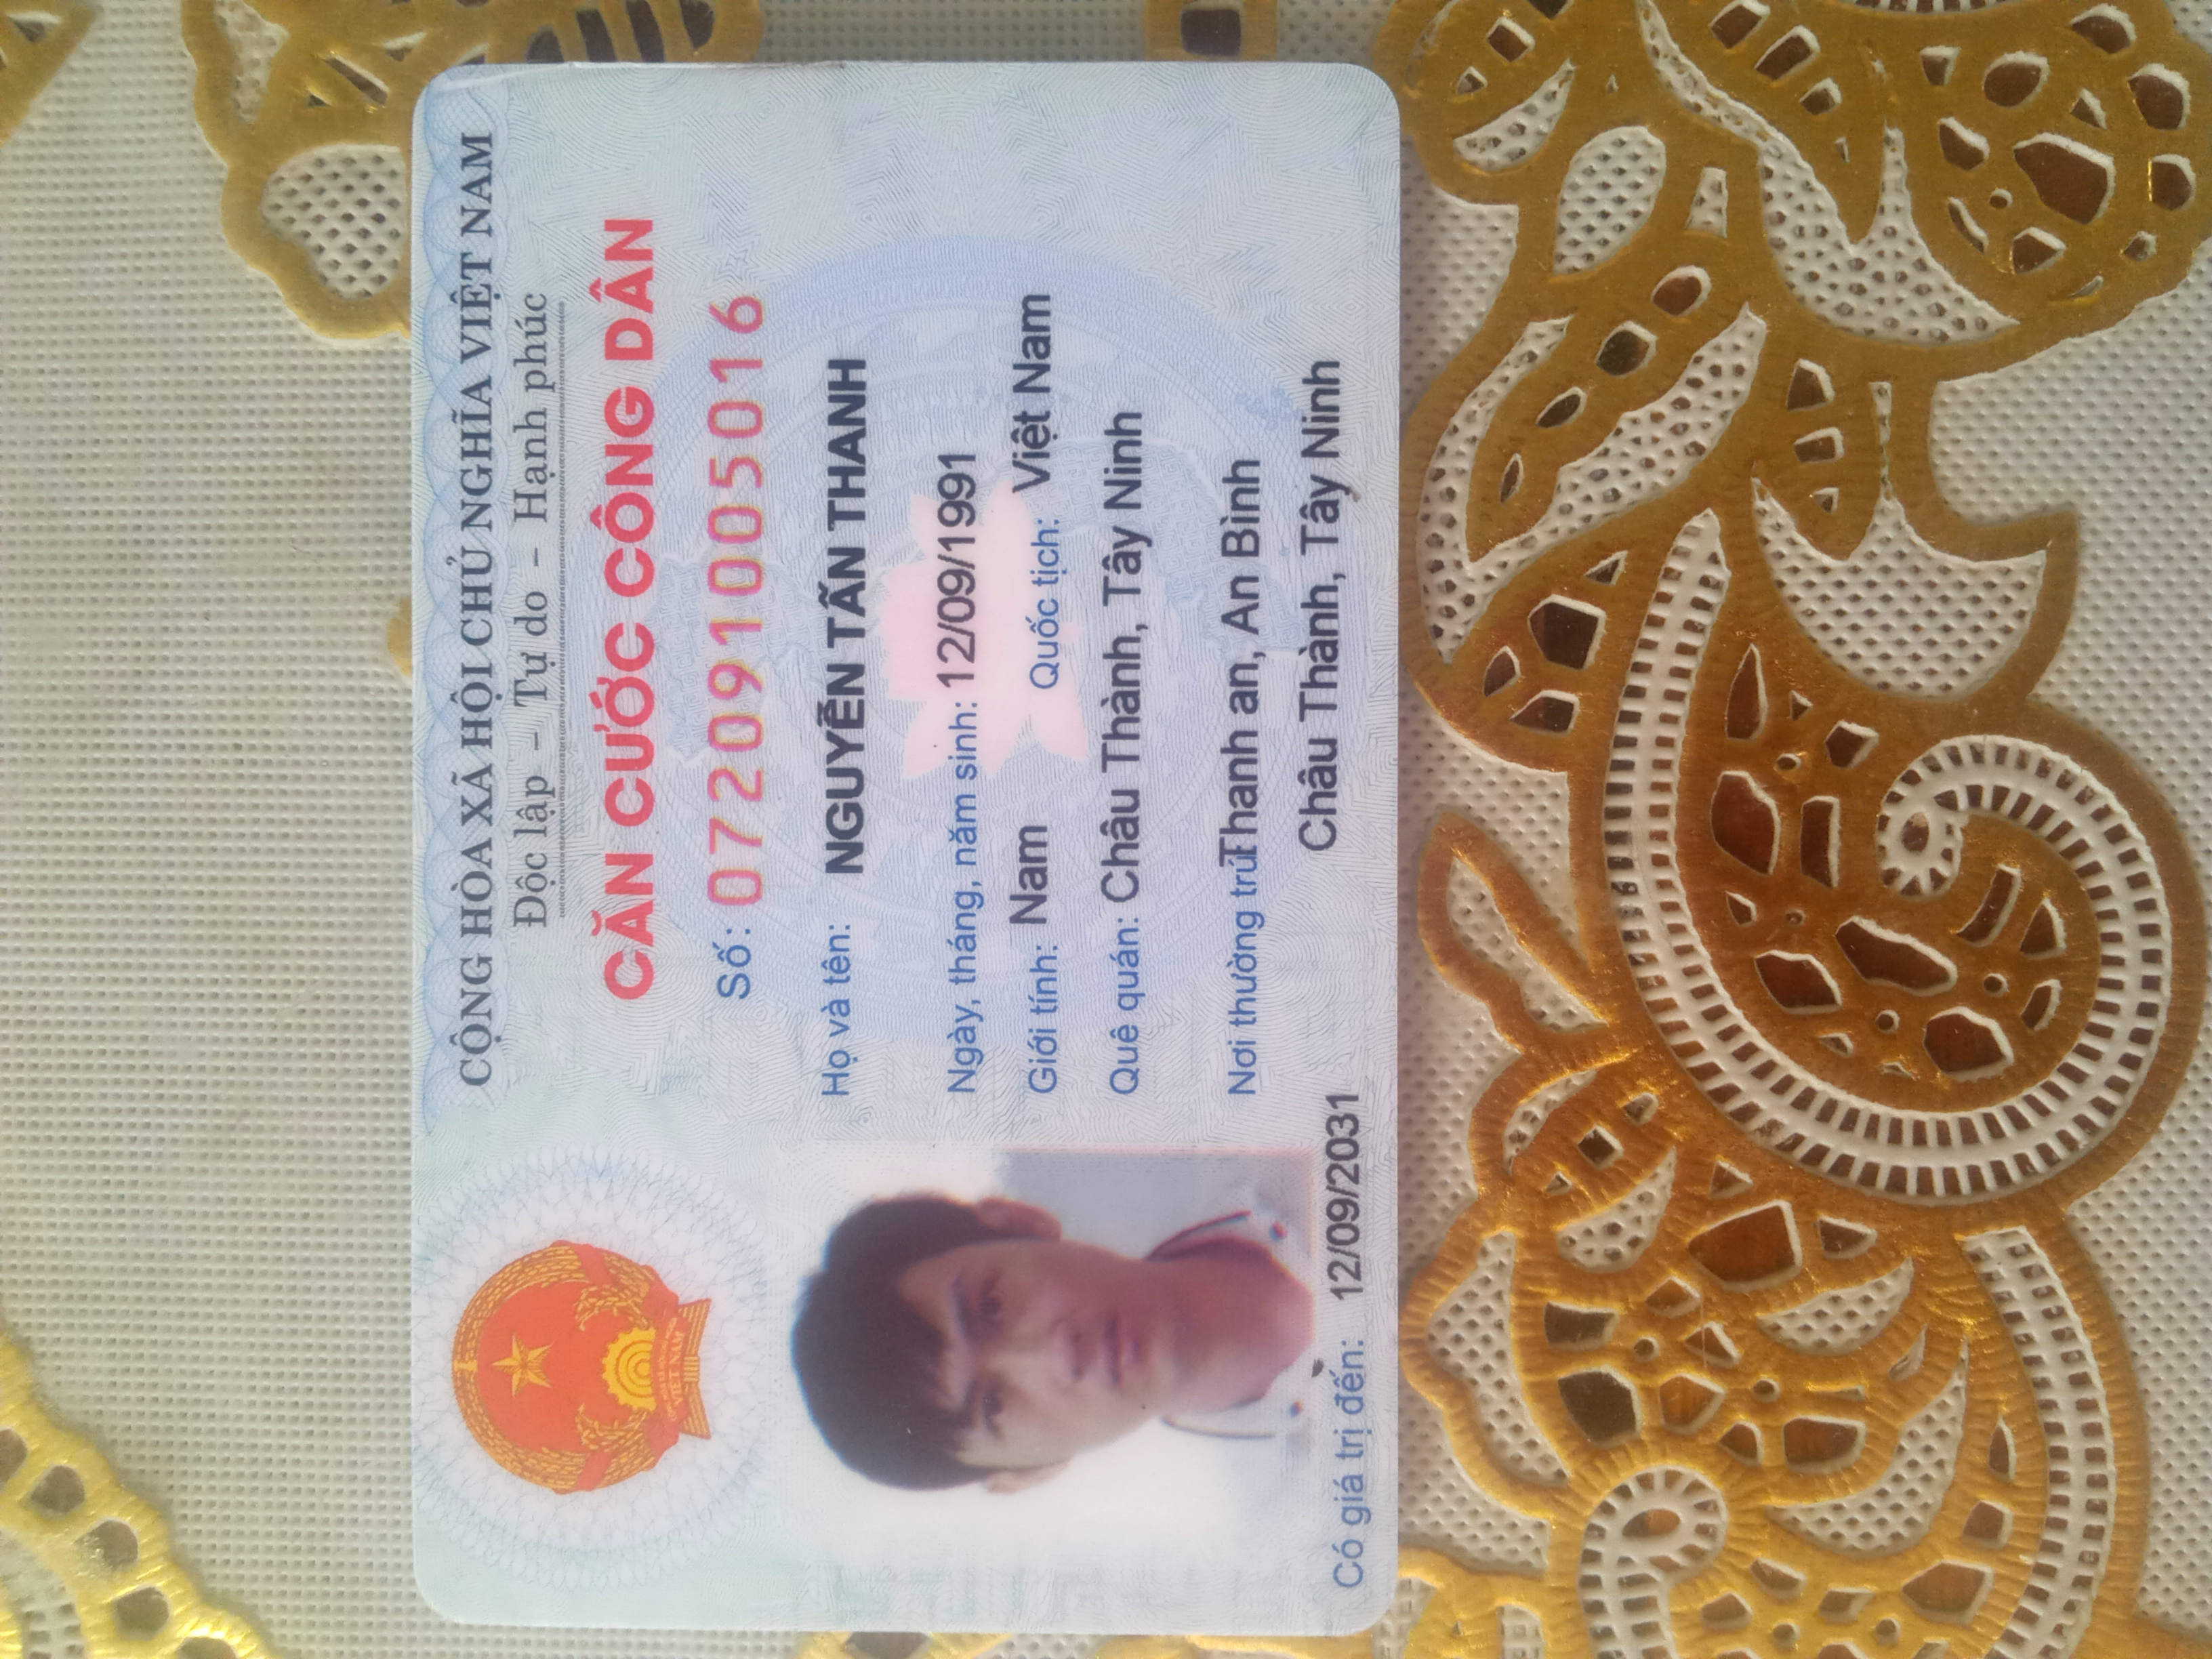 CỘNG HÒA XÃ HỘI CHỦ NGHĨA VIỆT NAM
Độc lập – Tự do – Hạnh phúc
CĂN CƯỚC CÔNG DÂN
Số: 072091005016
Họ và tên: NGUYỄN TẤN THANH
Ngày, tháng, năm sinh: 12/09/1991
Giới tính: Nam Quốc tịch: Việt Nam
Quê quán: Châu Thành, Tây Ninh
Nơi thường trú: Thanh an, An Bình
Châu Thành, Tây Ninh
Có giá trị đến: 12/09/2031
VIỆT NAM